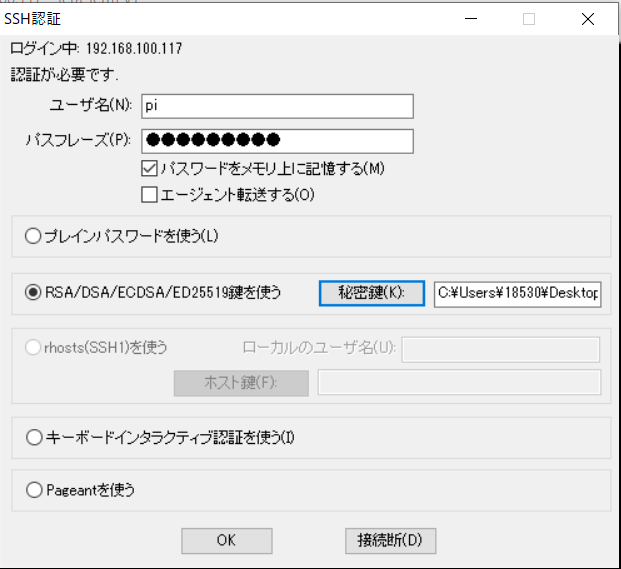 SSH認証
ログイン中: 192.168.100.117
認証が必要です.
ユーザ名(N): pi
パスフレーズ(P): ●●●●●●●●●
パスワードをメモリ上に記憶する(M)
エージェント転送する(O)
プレインパスワードを使う(L)
RSA/DSA/ECDSA/ED25519鍵を使う 秘密鍵(K): C:¥Users¥18530¥Desktop
rhosts(SSH1)を使う ローカルのユーザ名(U):
ホスト鍵(F):
キーボードインタラクティブ認証を使う(I)
Pageantを使う
OK 接続断(D)